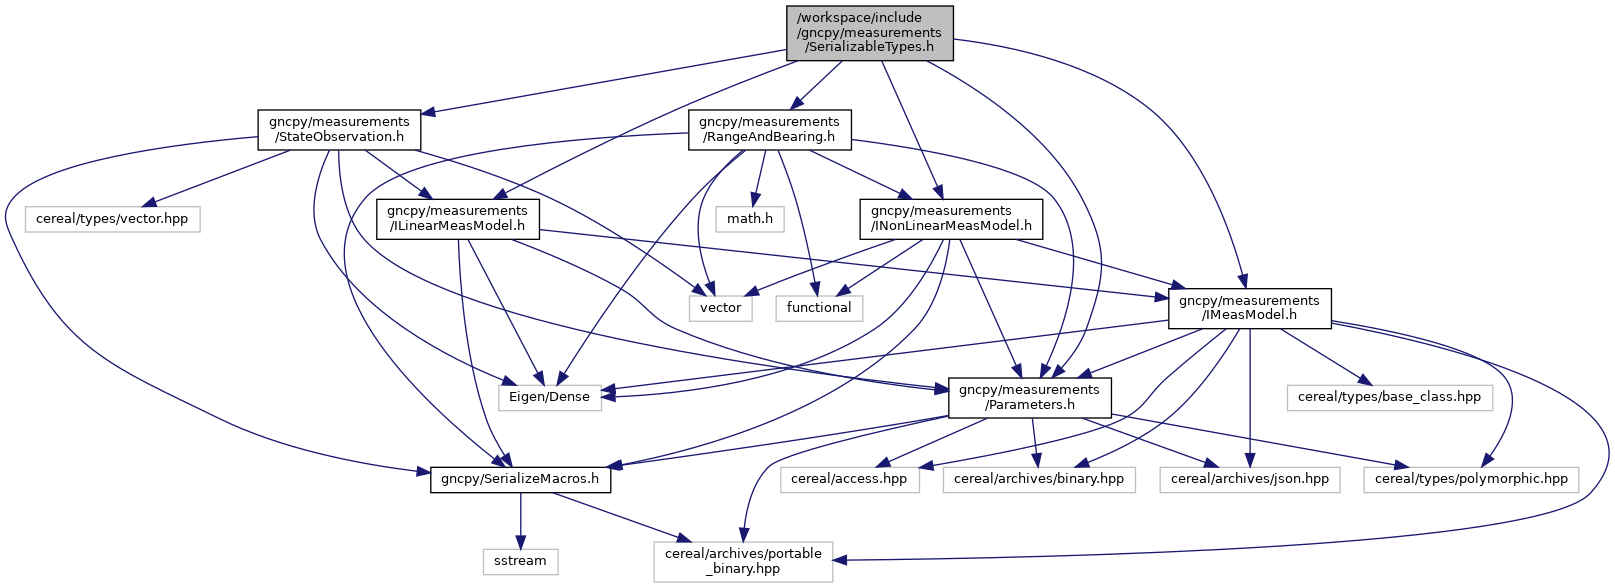 /workspace/include
/gncpy/measurements
/SerializableTypes.h
gncpy/measurements
/StateObservation.h
gncpy/measurements
/RangeAndBearing.h
cereal/types/vector.hpp
gncpy/measurements
/ILinearMeasModel.h
math.h
gncpy/measurements
/INonLinearMeasModel.h
vector
functional
gncpy/measurements
/IMeasModel.h
Eigen/Dense
gncpy/measurements
/Parameters.h
cereal/types/base_class.hpp
gncpy/SerializeMacros.h
cereal/access.hpp
cereal/archives/binary.hpp
cereal/archives/json.hpp
cereal/types/polymorphic.hpp
sstream
cereal/archives/portable
_binary.hpp